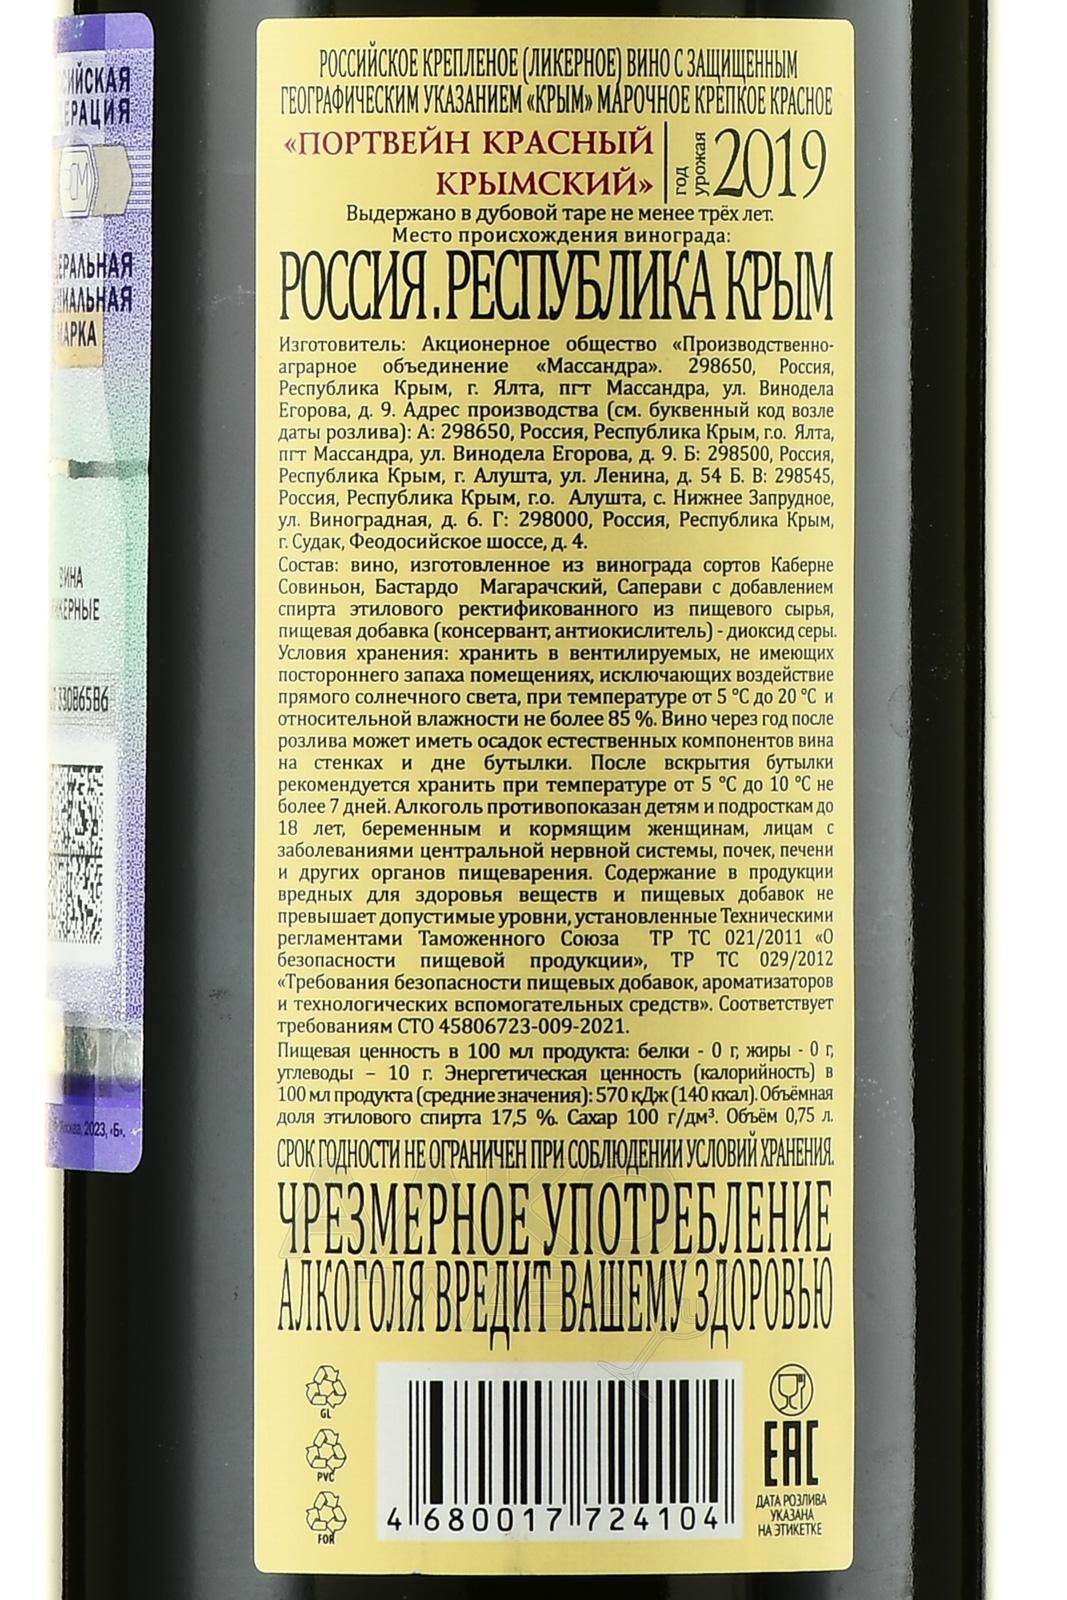 РОССИЙСКОЕ КРЕПЛЕНОЕ (ЛИКЕРНОЕ) ВИНО С ЗАЩИЩЕННЫМ
ГЕОГРАФИЧЕСКИМ УКАЗАНИЕМ «КРЫМ» МАРОЧНОЕ КРЕПКОЕ КРАСНОЕ
«ПОРТВЕЙН КРАСНЫЙ
КРЫМСКИЙ»
год урожая 2019
Выдержано в дубовой таре не менее трёх лет.
Место происхождения винограда:
РОССИЯ.РЕСПУБЛИКА КРЫМ
Изготовитель: Акционерное общество «Производственно-
аграрное объединение «Массандра». 298650, Россия,
Республика Крым, г. Ялта, пгт Массандра, ул. Винодела
Егорова, д. 9. Адрес производства (см. буквенный код возле
даты розлива): А: 298650, Россия, Республика Крым, г.о. Ялта,
пгт Массандра, ул. Винодела Егорова, д. 9. Б: 298500, Россия,
Республика Крым, г. Алушта, ул. Ленина, д. 54 Б. В: 298545,
Россия, Республика Крым, г.о. Алушта, с. Нижнее Запрудное,
ул. Виноградная, д. 6. Г: 298000, Россия, Республика Крым,
г. Судак, Феодосийское шоссе, д. 4.
Состав: вино, изготовленное из винограда сортов Каберне
Совиньон, Бастардо Магарачский, Саперави с добавлением
спирта этилового ректификованного из пищевого сырья,
пищевая добавка (консервант, антиокислитель) - диоксид серы.
Условия хранения: хранить в вентилируемых, не имеющих
постороннего запаха помещениях, исключающих воздействие
прямого солнечного света, при температуре от 5 °С до 20 °С и
относительной влажности не более 85 %. Вино через год после
розлива может иметь осадок естественных компонентов вина
на стенках и дне бутылки. После вскрытия бутылки
рекомендуется хранить при температуре от 5 °С до 10 °С не
более 7 дней. Алкоголь противопоказан детям и подросткам до
18 лет, беременным и кормящим женщинам, лицам с
заболеваниями центральной нервной системы, почек, печени
и других органов пищеварения. Содержание в продукции
вредных для здоровья веществ и пищевых добавок не
превышает допустимые уровни, установленные Техническими
регламентами Таможенного Союза ТР ТС 021/2011 «О
безопасности пищевой продукции», ТР ТС 029/2012
«Требования безопасности пищевых добавок, ароматизаторов
и технологических вспомогательных средств». Соответствует
требованиям СТО 45806723-009-2021.
Пищевая ценность в 100 мл продукта: белки - 0 г, жиры - 0 г,
углеводы – 10 г. Энергетическая ценность (калорийность) в
100 мл продукта (средние значения): 570 кДж (140 ккал). Объёмная
доля этилового спирта 17,5 %. Сахар 100 г/дм³. Объём 0,75 л.
СРОК ГОДНОСТИ НЕ ОГРАНИЧЕН ПРИ СОБЛЮДЕНИИ УСЛОВИЙ ХРАНЕНИЯ.
ЧРЕЗМЕРНОЕ УПОТРЕБЛЕНИЕ
АЛКОГОЛЯ ВРЕДИТ ВАШЕМУ ЗДОРОВЬЮ
GL
PVC
FOR
4 680017 724104
EAC
ДАТА РОЗЛИВА
УКАЗАНА
НА ЭТИКЕТКЕ
МАРКА
ВИНА
330865Б6
2023, «Б».